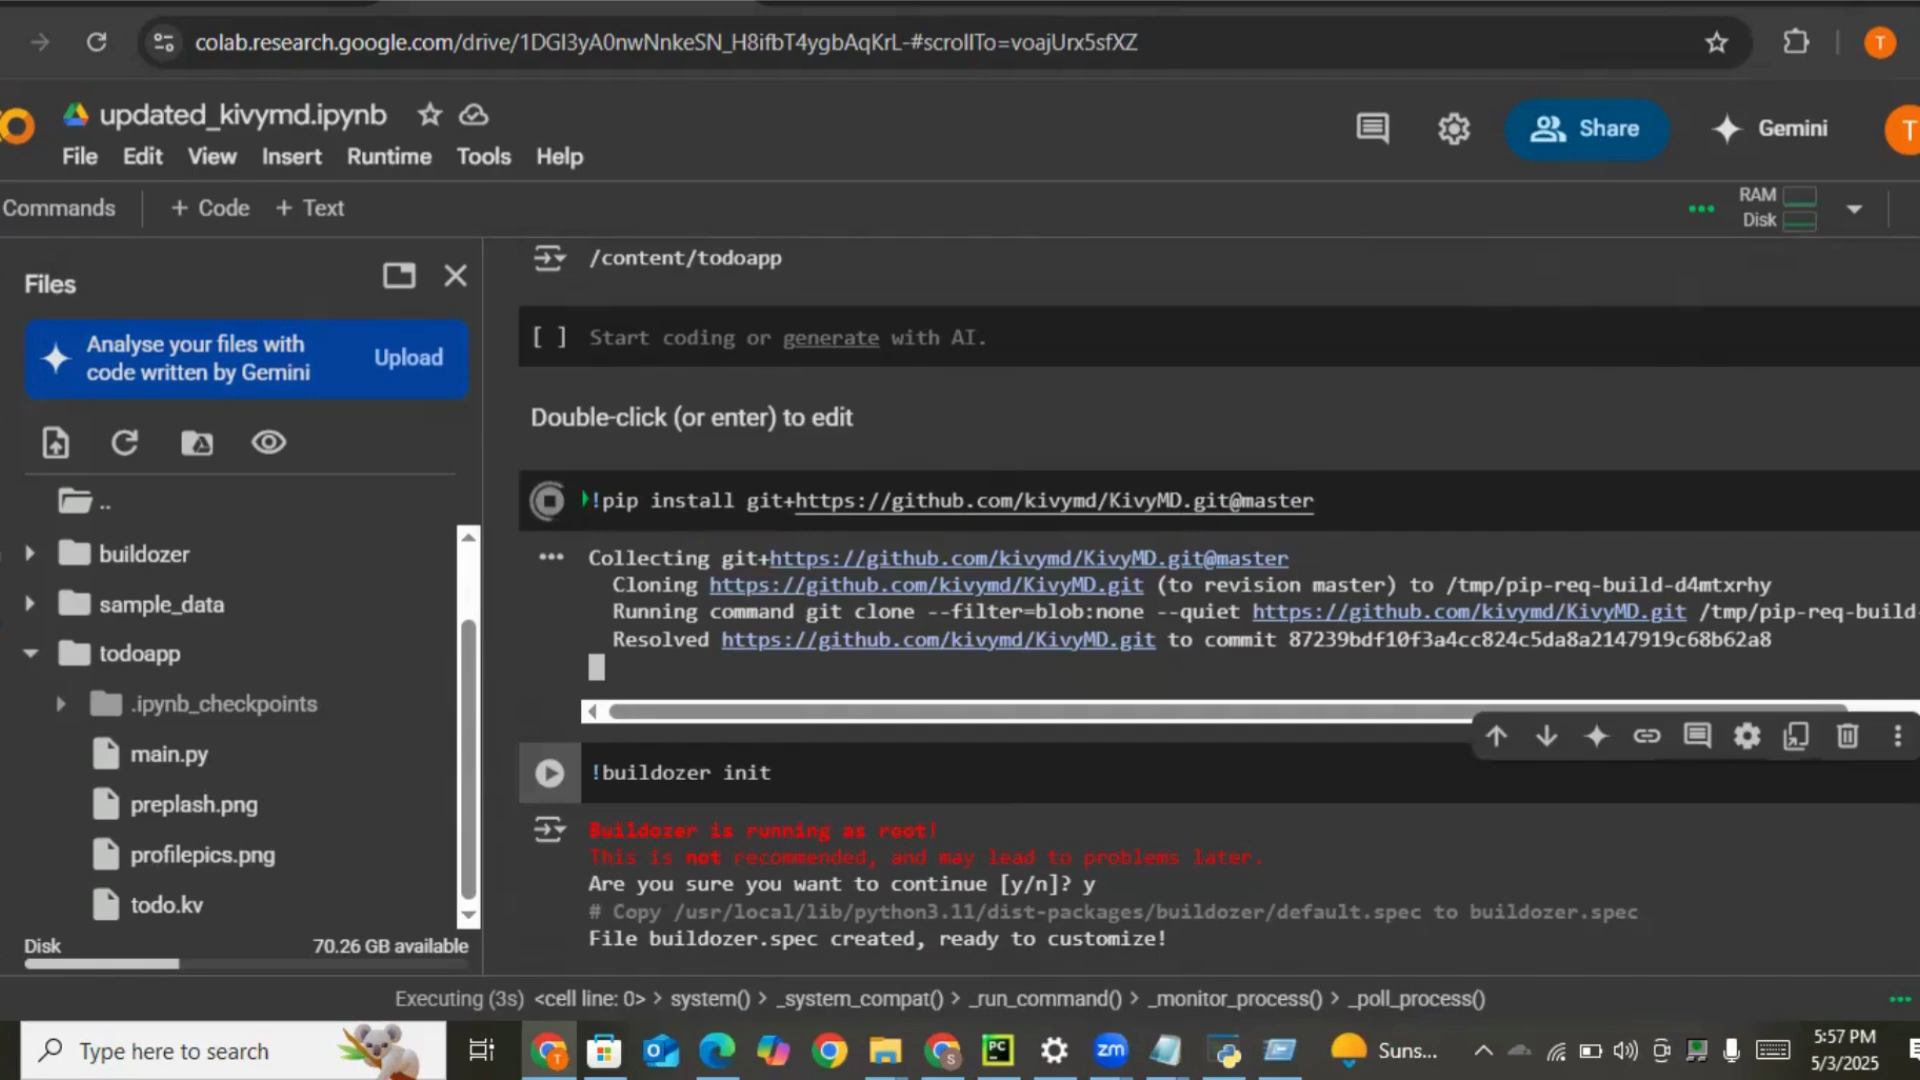 colab.research.google.com/drive/1DGl3yA0nwNnkeSN_H8ifbT4ygbAqKrL-#scrollTo=voajUrx5sfXZ
T
updated_kivymd.ipynb
File Edit View Insert Runtime Tools Help
Share
Gemini
T
Commands
+ Code + Text
RAM
Disk
Files
Analyse your files with
code written by Gemini
Upload
..
buildozer
sample_data
todoapp
.ipynb_checkpoints
main.py
preplash.png
profilepics.png
todo.kv
Disk
70.26 GB available
/content/todoapp
[ ] Start coding or generate with AI.
Double-click (or enter) to edit
!pip install git+https://github.com/kivymd/KivyMD.git@master
Collecting git+https://github.com/kivymd/KivyMD.git@master
Cloning https://github.com/kivymd/KivyMD.git (to revision master) to /tmp/pip-req-build-d4mtxrhy
Running command git clone --filter=blob:none --quiet https://github.com/kivymd/KivyMD.git /tmp/pip-req-build-
Resolved https://github.com/kivymd/KivyMD.git to commit 87239bdf10f3a4cc824c5da8a2147919c68b62a8
!buildozer init
Buildozer is running as root!
This is not recommended, and may lead to problems later.
Are you sure you want to continue [y/n]? y
# Copy /usr/local/lib/python3.11/dist-packages/buildozer/default.spec to buildozer.spec
File buildozer.spec created, ready to customize!
Executing (3s) <cell line: 0> > system() > _system_compat() > _run_command() > _monitor_process() > _poll_process()
Type here to search
T
S
PC
zm
Suns...
5:57 PM
5/3/2025